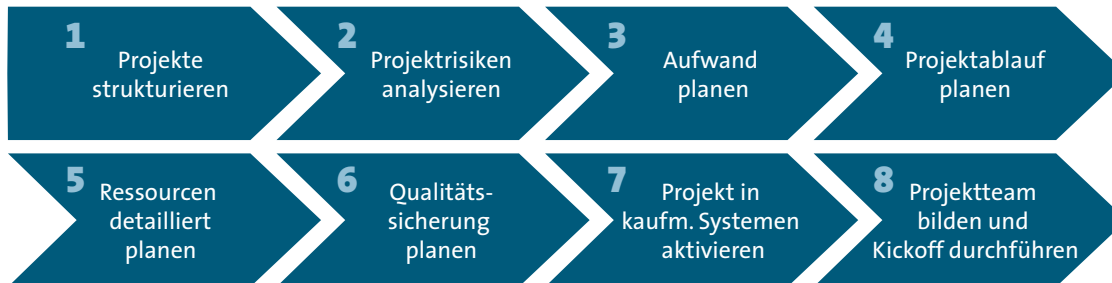 1
Projekte
strukturieren
2
Projektrisiken
analysieren
3
Aufwand
planen
4
Projektablauf
planen
5
Ressourcen
detailliert
planen
6
Qualitäts-
sicherung
planen
7
Projekt in
kaufm. Systemen
aktivieren
8
Projektteam
bilden und
Kickoff durchführen